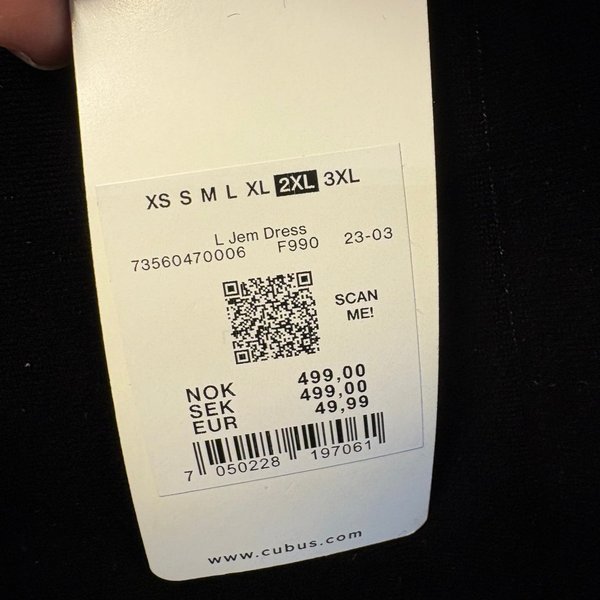 XS S M L XL 2XL 3XL
L Jem Dress
73560470006 F990 23-03
SCAN
ME!
NOK 499,00
SEK 499,00
EUR 49,99
7 050228 197061
www.cubus.com